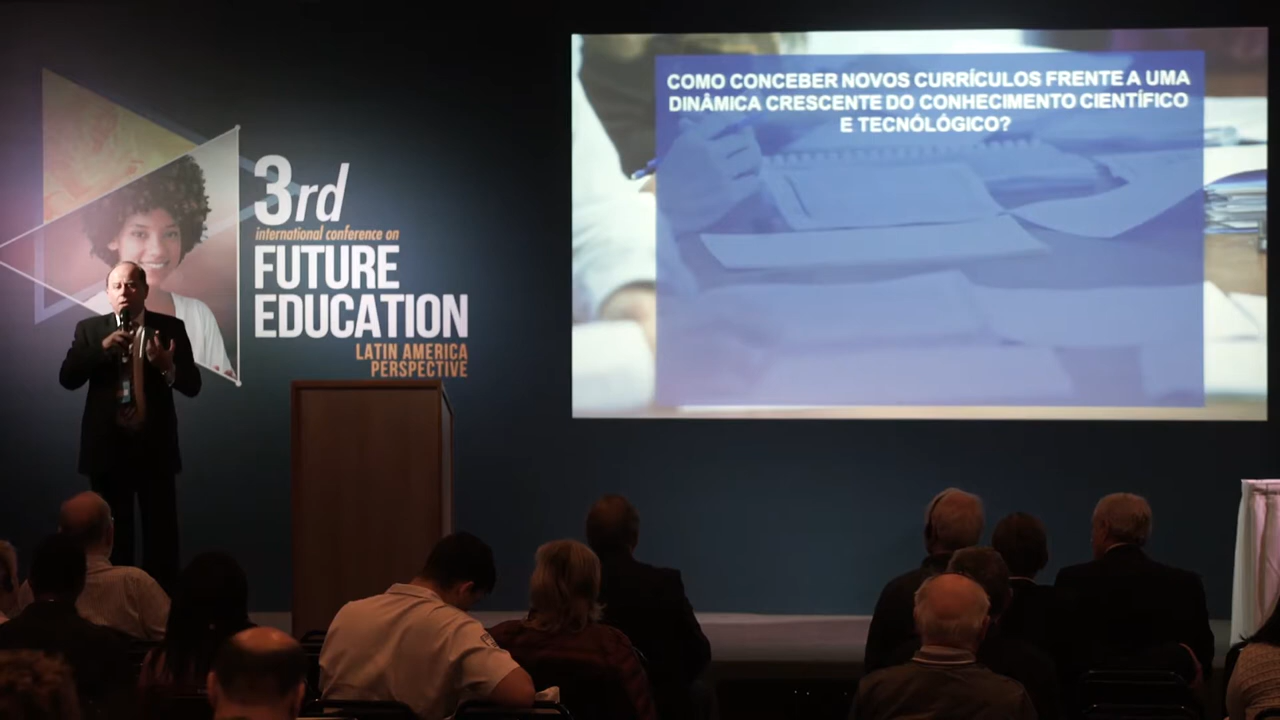 3rd
international conference on
FUTURE
EDUCATION
LATIN AMERICA
PERSPECTIVE
COMO CONCEBER NOVOS CURRÍCULOS FRENTE A UMA
DINÂMICA CRESCENTE DO CONHECIMENTO CIENTÍFICO
E TECNÓLÓGICO?